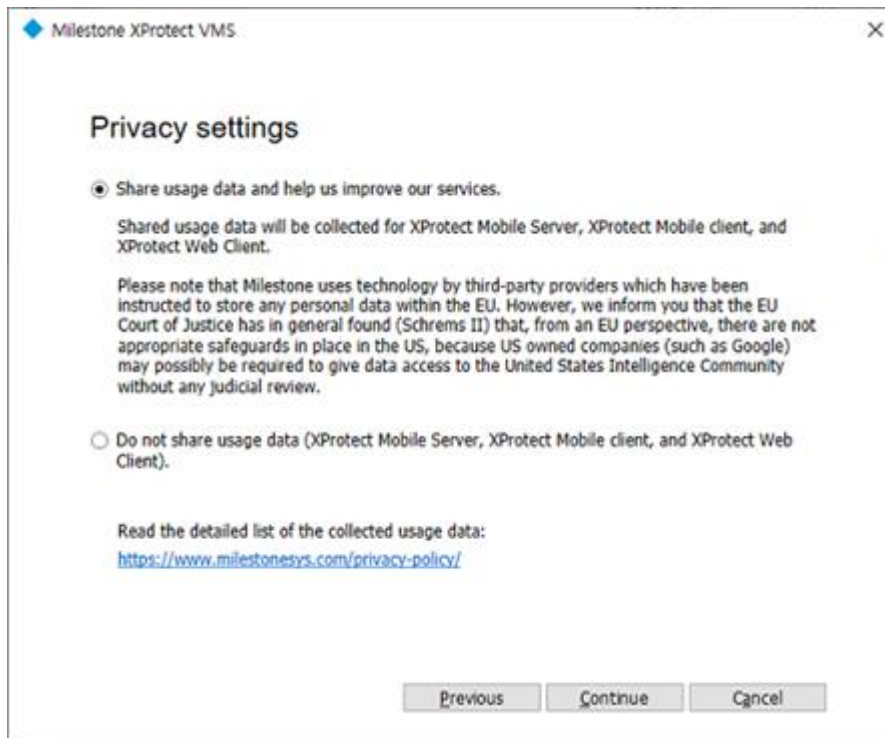 Milestone XProtect VMS
Privacy settings
Share usage data and help us improve our services.
Shared usage data will be collected for XProtect Mobile Server, XProtect Mobile client, and
XProtect Web Client.
Please note that Milestone uses technology by third-party providers which have been
instructed to store any personal data within the EU. However, we inform you that the EU
Court of Justice has in general found (Schrems II) that, from an EU perspective, there are not
appropriate safeguards in place in the US, because US owned companies (such as Google)
may possibly be required to give data access to the United States Intelligence Community
without any judicial review.
Do not share usage data (XProtect Mobile Server, XProtect Mobile client, and XProtect Web
Client).
Read the detailed list of the collected usage data:
https://www.milestonesys.com/privacy-policy/
Previous Continue Cancel